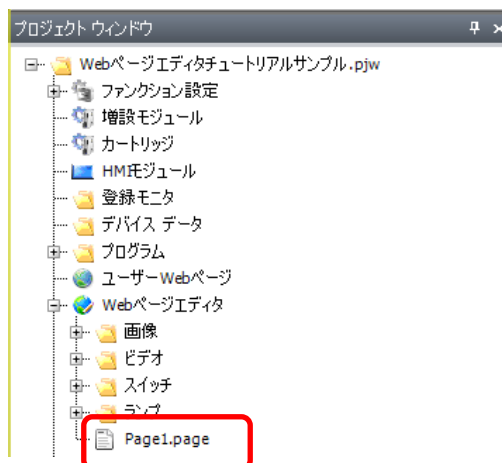 プロジェクト ウィンドウ
Webページエディタチュートリアルサンプル.pjw
ファンクション設定
増設モジュール
カートリッジ
HMIモジュール
登録モニタ
デバイス データ
プログラム
ユーザーWebページ
Webページエディタ
画像
ビデオ
スイッチ
ランプ
Page1.page